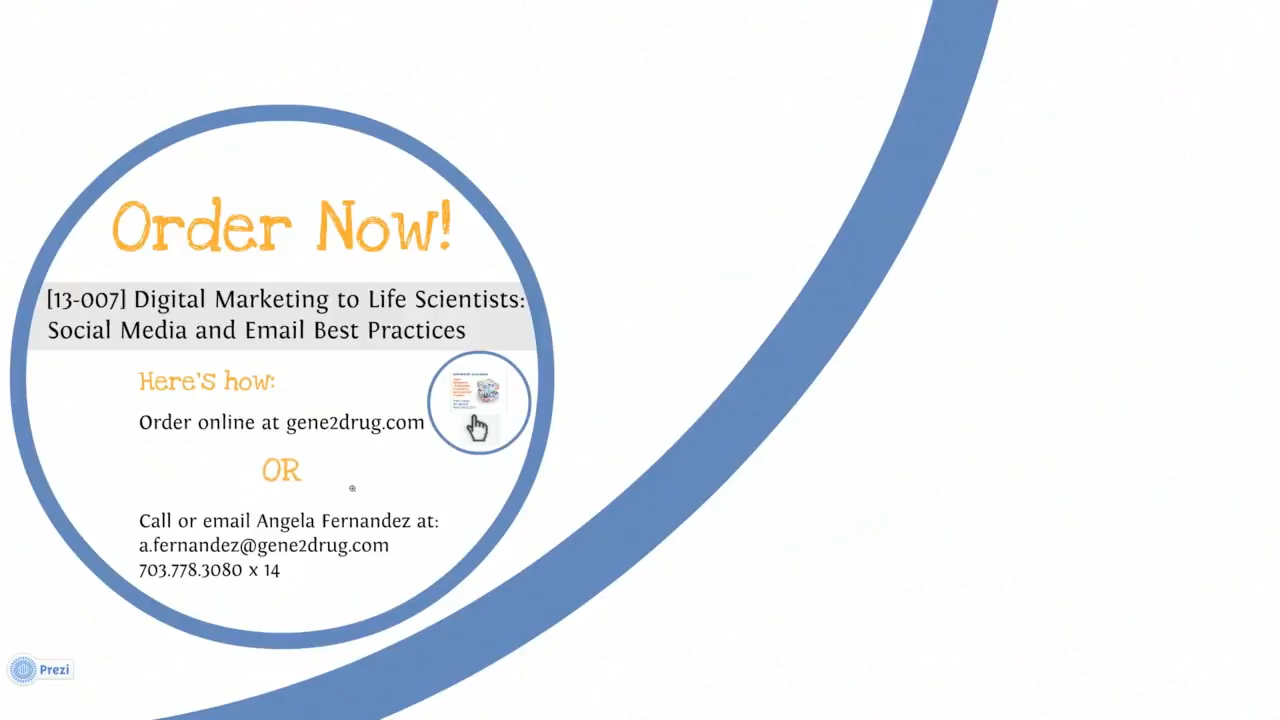 Order Now!
[13-007] Digital Marketing to Life Scientists:
Social Media and Email Best Practices
Here's how:
Order online at gene2drug.com
OR
Call or email Angela Fernandez at:
a.fernandez@gene2drug.com
703.778.3080 x 14
Prezi